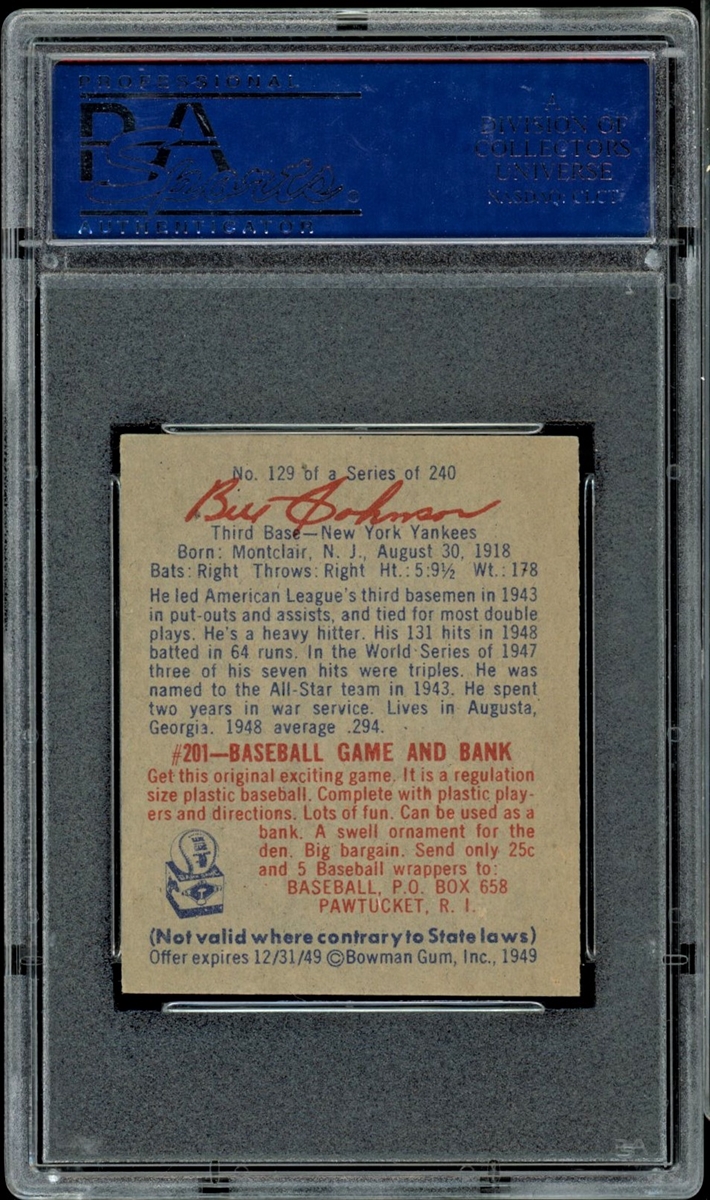 PROFESSIONAL
PSA
AUTHENTICATOR
A
DIVISION OF
COLLECTORS
UNIVERSE
NASDAQ: CLCT
No. 129 of a Series of 240
Bill Johnson
Third Base—New York Yankees
Born: Montclair, N. J., August 30, 1918
Bats: Right Throws: Right Ht.: 5:9½ Wt.: 178
He led American League's third basemen in 1943
in put-outs and assists, and tied for most double
plays. He's a heavy hitter. His 131 hits in 1948
batted in 64 runs. In the World Series of 1947
three of his seven hits were triples. He was
named to the All-Star team in 1943. He spent
two years in war service. Lives in Augusta,
Georgia. 1948 average .294.
#201—BASEBALL GAME AND BANK
Get this original exciting game. It is a regulation
size plastic baseball. Complete with plastic play-
ers and directions. Lots of fun. Can be used as a
bank. A swell ornament for the
den. Big bargain. Send only 25c
and 5 Baseball wrappers to:
BASEBALL, P.O. BOX 658
PAWTUCKET, R. I.
(Not valid where contrary to State laws)
Offer expires 12/31/49 ©Bowman Gum, Inc., 1949